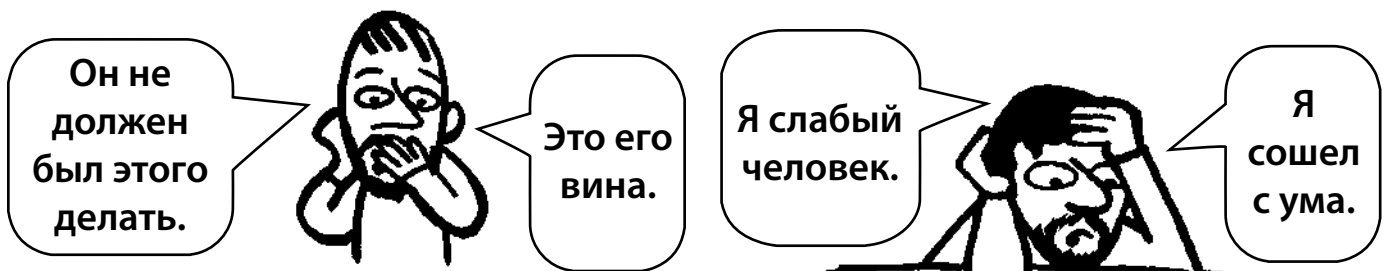 Он не
должен
был этого
делать.
Это его
вина.
Я слабый
человек.
Я
сошел
с ума.